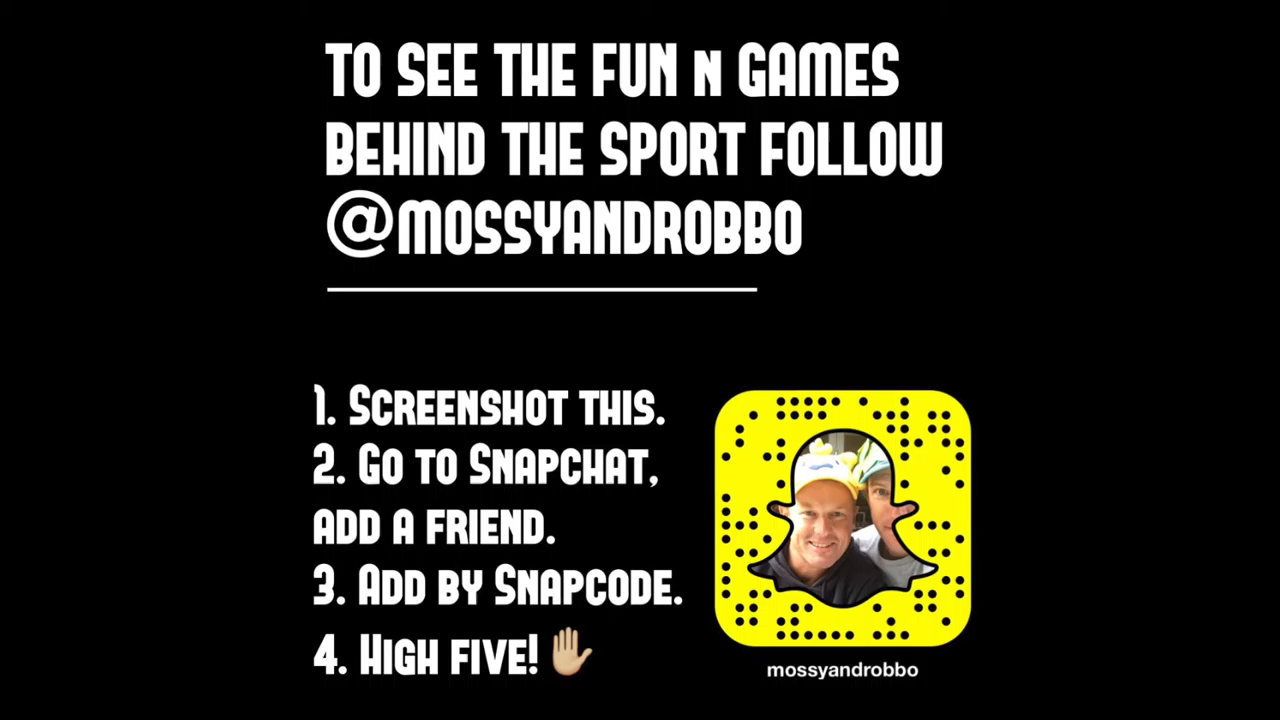 TO SEE THE FUN N GAMES
BEHIND THE SPORT FOLLOW
@MOSSYANDROBBO
1. SCREENSHOT THIS.
2. GO TO SNAPCHAT,
ADD A FRIEND.
3. ADD BY SNAPCODE.
4. HIGH FIVE! ✋🏼
mossyandrobbo